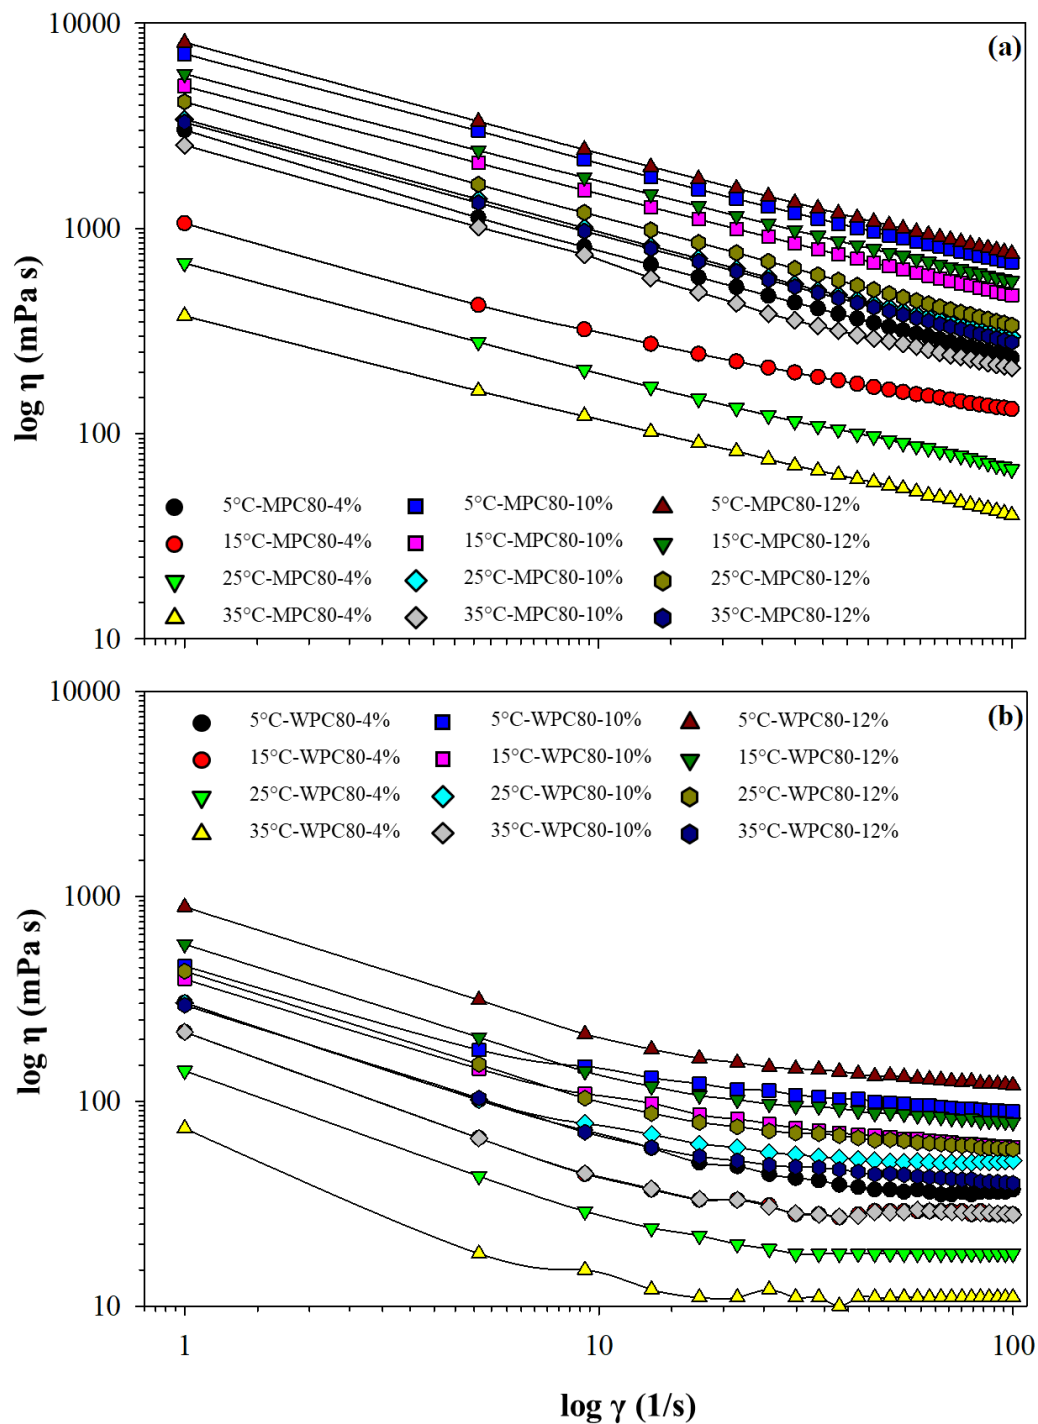 10000
(a)
1000
log η (mPa s)
100
5°C-MPC80-4% 5°C-MPC80-10% 5°C-MPC80-12%
15°C-MPC80-4% 15°C-MPC80-10% 15°C-MPC80-12%
25°C-MPC80-4% 25°C-MPC80-10% 25°C-MPC80-12%
35°C-MPC80-4% 35°C-MPC80-10% 35°C-MPC80-12%
10
10000
(b)
5°C-WPC80-4% 5°C-WPC80-10% 5°C-WPC80-12%
15°C-WPC80-4% 15°C-WPC80-10% 15°C-WPC80-12%
25°C-WPC80-4% 25°C-WPC80-10% 25°C-WPC80-12%
35°C-WPC80-4% 35°C-WPC80-10% 35°C-WPC80-12%
1000
log η (mPa s)
100
10
1 10 100
log γ (1/s)